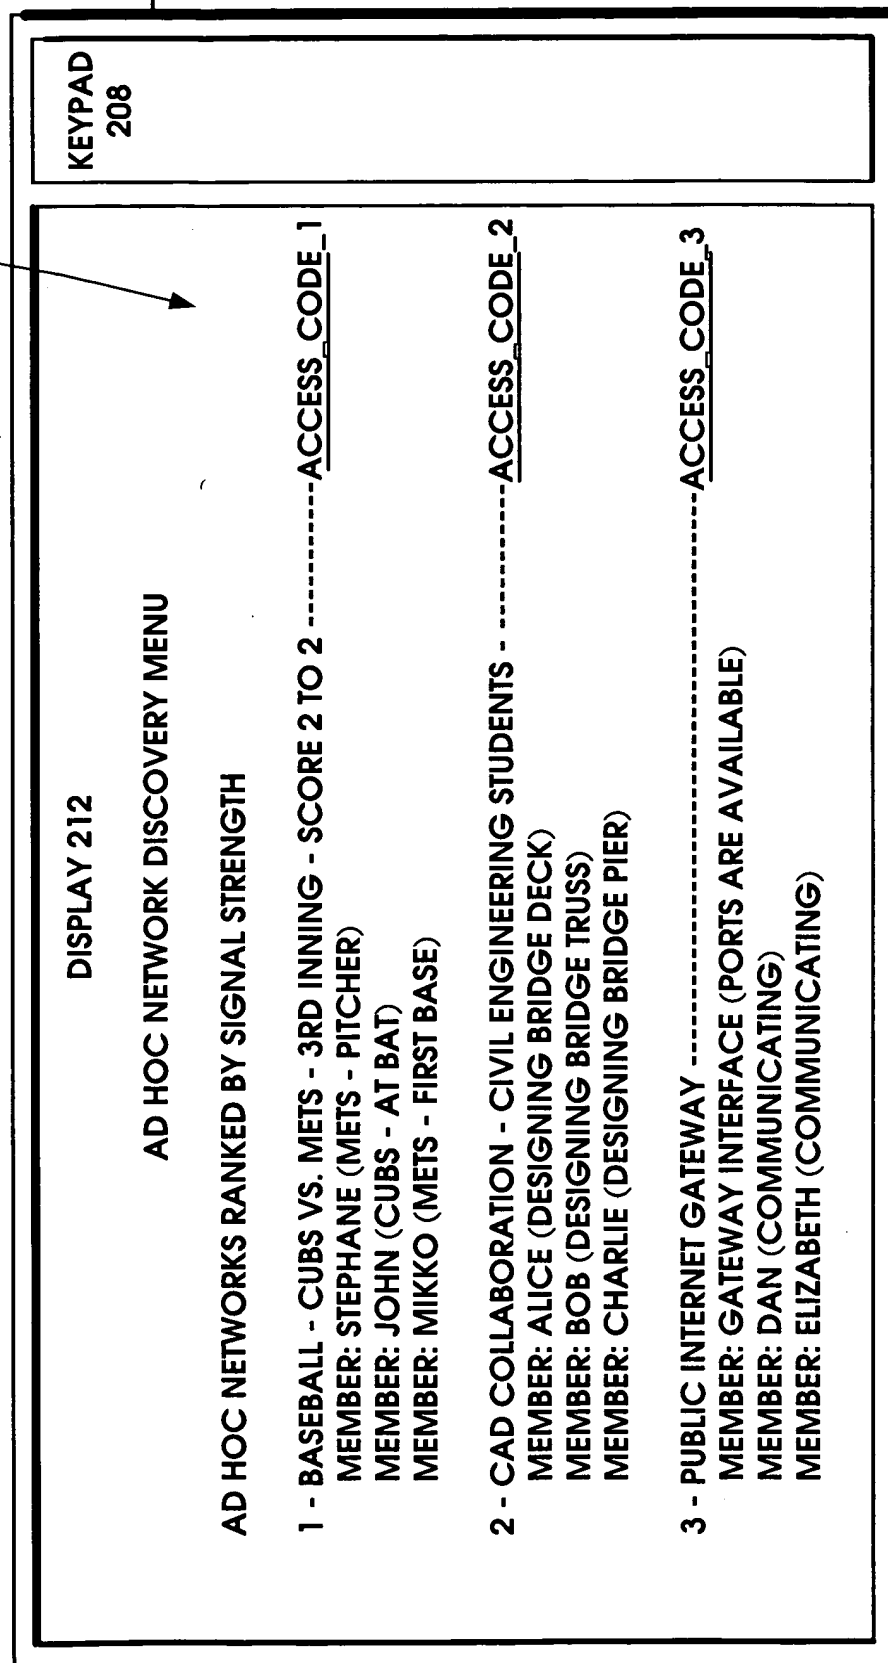 DISPLAY 212
AD HOC NETWORK DISCOVERY MENU
AD HOC NETWORKS RANKED BY SIGNAL STRENGTH
1 - BASEBALL - CUBS VS. METS - 3RD INNING - SCORE 2 TO 2 -------------ACCESS_CODE_1
MEMBER: STEPHANE (METS - PITCHER)
MEMBER: JOHN (CUBS - AT BAT)
MEMBER: MIKKO (METS - FIRST BASE)
2 - CAD COLLABORATION - CIVIL ENGINEERING STUDENTS - -------------ACCESS_CODE_2
MEMBER: ALICE (DESIGNING BRIDGE DECK)
MEMBER: BOB (DESIGNING BRIDGE TRUSS)
MEMBER: CHARLIE (DESIGNING BRIDGE PIER)
3 - PUBLIC INTERNET GATEWAY --------------------------------------------------ACCESS_CODE_3
MEMBER: GATEWAY INTERFACE (PORTS ARE AVAILABLE)
MEMBER: DAN (COMMUNICATING)
MEMBER: ELIZABETH (COMMUNICATING)
KEYPAD
208